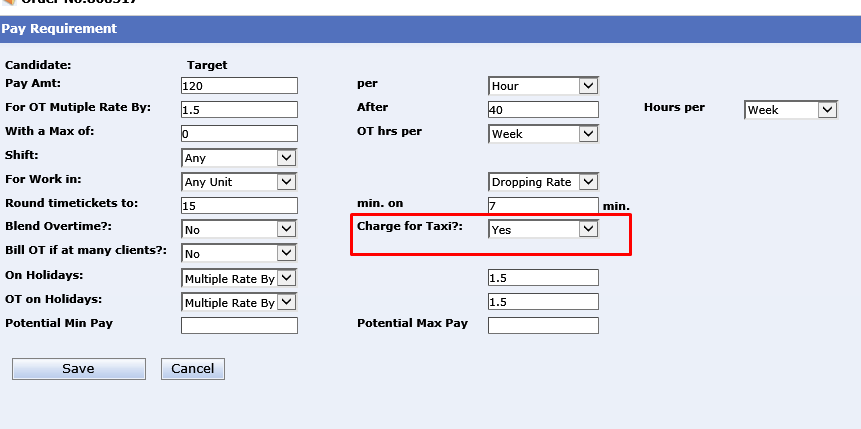 Order No:600317
Pay Requirement
Candidate: Target
Pay Amt: 120 per Hour
For OT Mutiple Rate By: 1.5 After 40 Hours per Week
With a Max of: 0 OT hrs per Week
Shift: Any
For Work in: Any Unit Dropping Rate
Round timetickets to: 15 min. on 7 min.
Blend Overtime?: No Charge for Taxi?: Yes
Bill OT if at many clients?: No
On Holidays: Multiple Rate By 1.5
OT on Holidays: Multiple Rate By 1.5
Potential Min Pay Potential Max Pay
Save Cancel